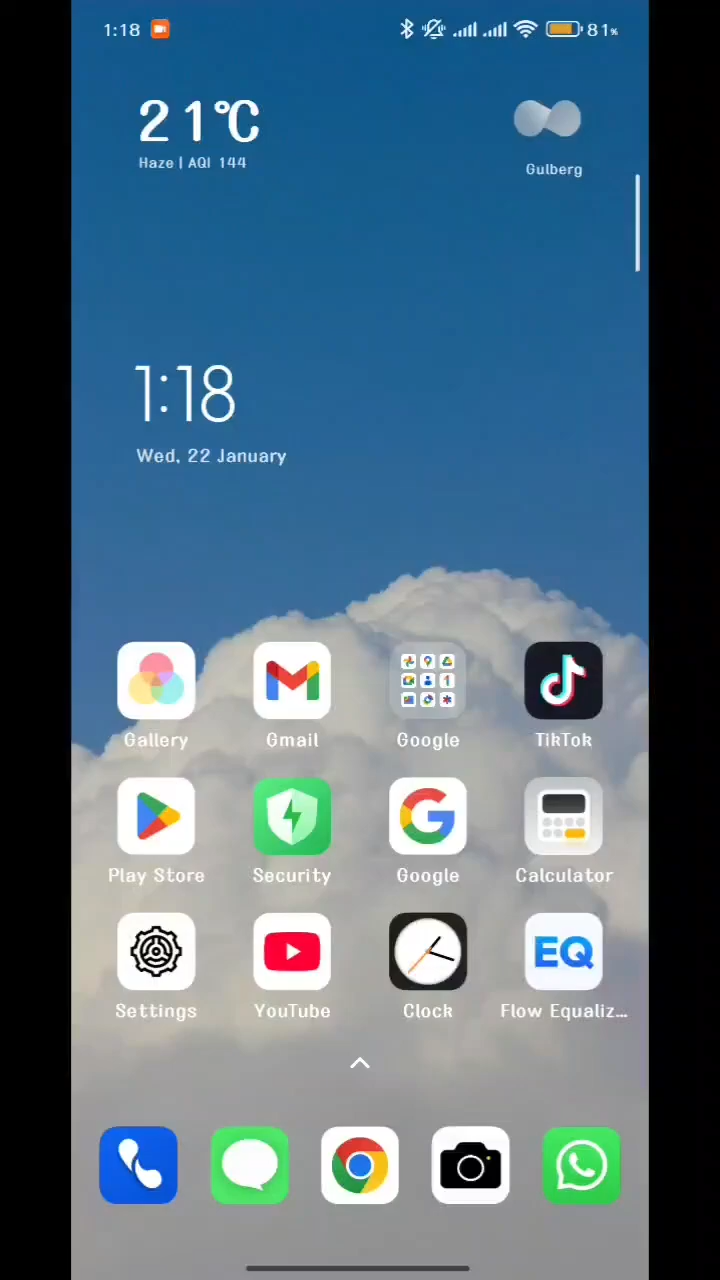 1:18
81%
21℃
Haze | AQI 144
Gulberg
1:18
Wed, 22 January
Gallery
Gmail
Google
TikTok
Play Store
Security
Google
Calculator
EQ
Settings
YouTube
Clock
Flow Equaliz...